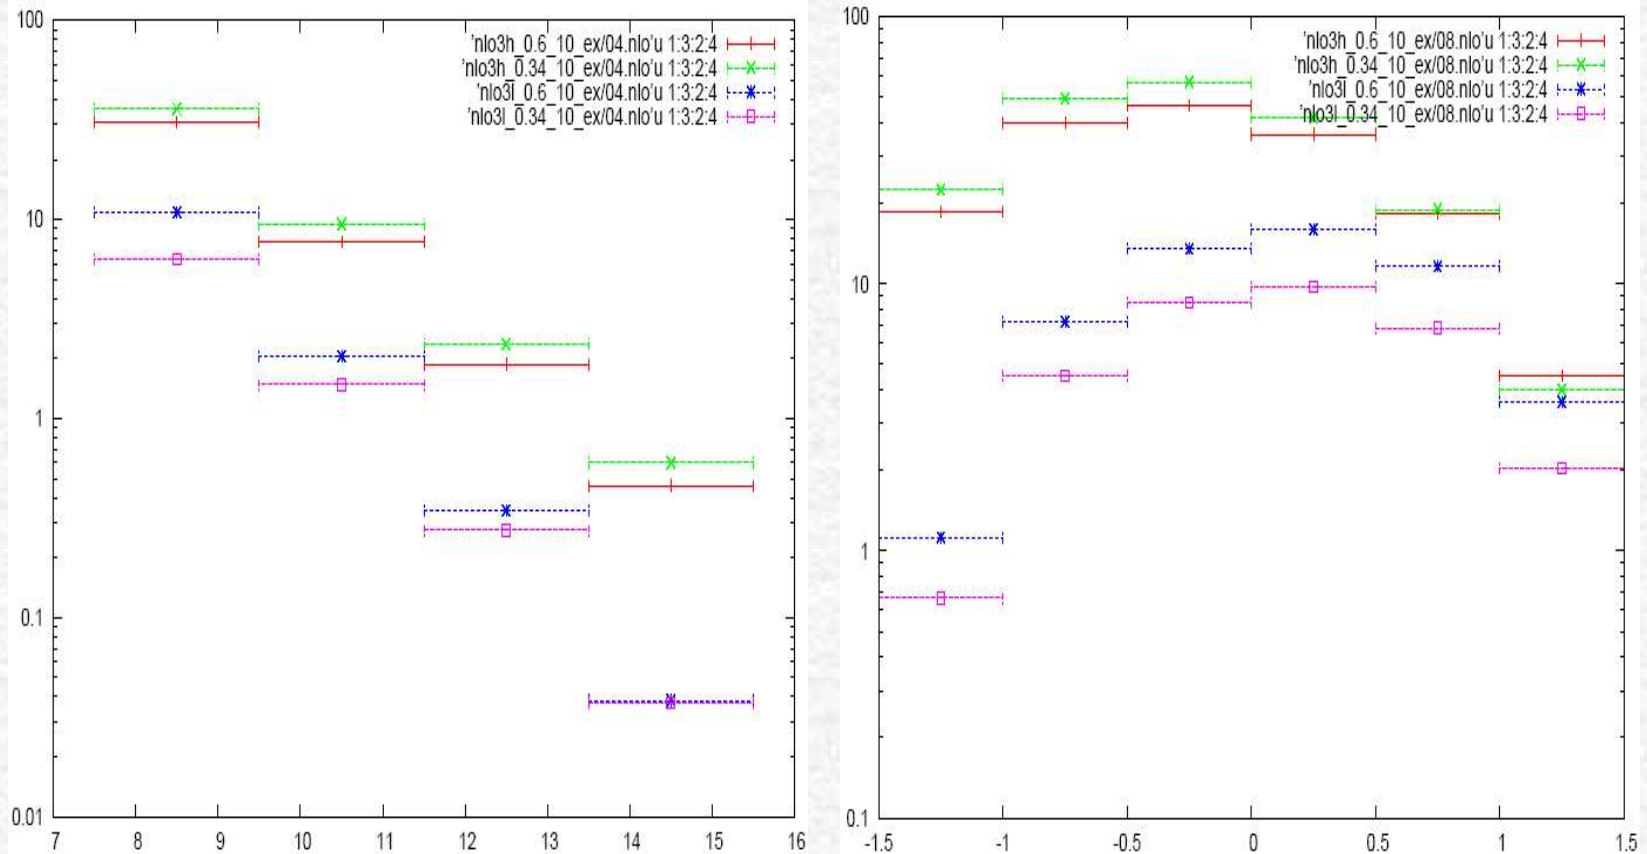 100
10
1
0.1
0.01
7 8 9 10 11 12 13 14 15 16
'nlo3h_0.6_10_ex/04.nlo'u 1:3:2:4
'nlo3h_0.34_10_ex/04.nlo'u 1:3:2:4
'nlo3l_0.6_10_ex/04.nlo'u 1:3:2:4
'nlo3l_0.34_10_ex/04.nlo'u 1:3:2:4
100
10
1
0.1
-1.5 -1 -0.5 0 0.5 1 1.5
'nlo3h_0.6_10_ex/08.nlo'u 1:3:2:4
'nlo3h_0.34_10_ex/08.nlo'u 1:3:2:4
'nlo3l_0.6_10_ex/08.nlo'u 1:3:2:4
'nlo3l_0.34_10_ex/08.nlo'u 1:3:2:4